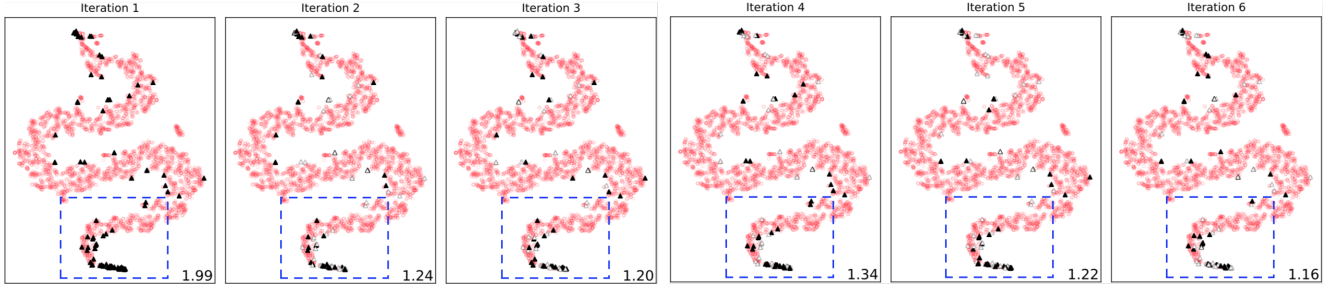 Iteration 1
Iteration 2
Iteration 3
Iteration 4
Iteration 5
Iteration 6
1.99
1.24
1.20
1.34
1.22
1.16